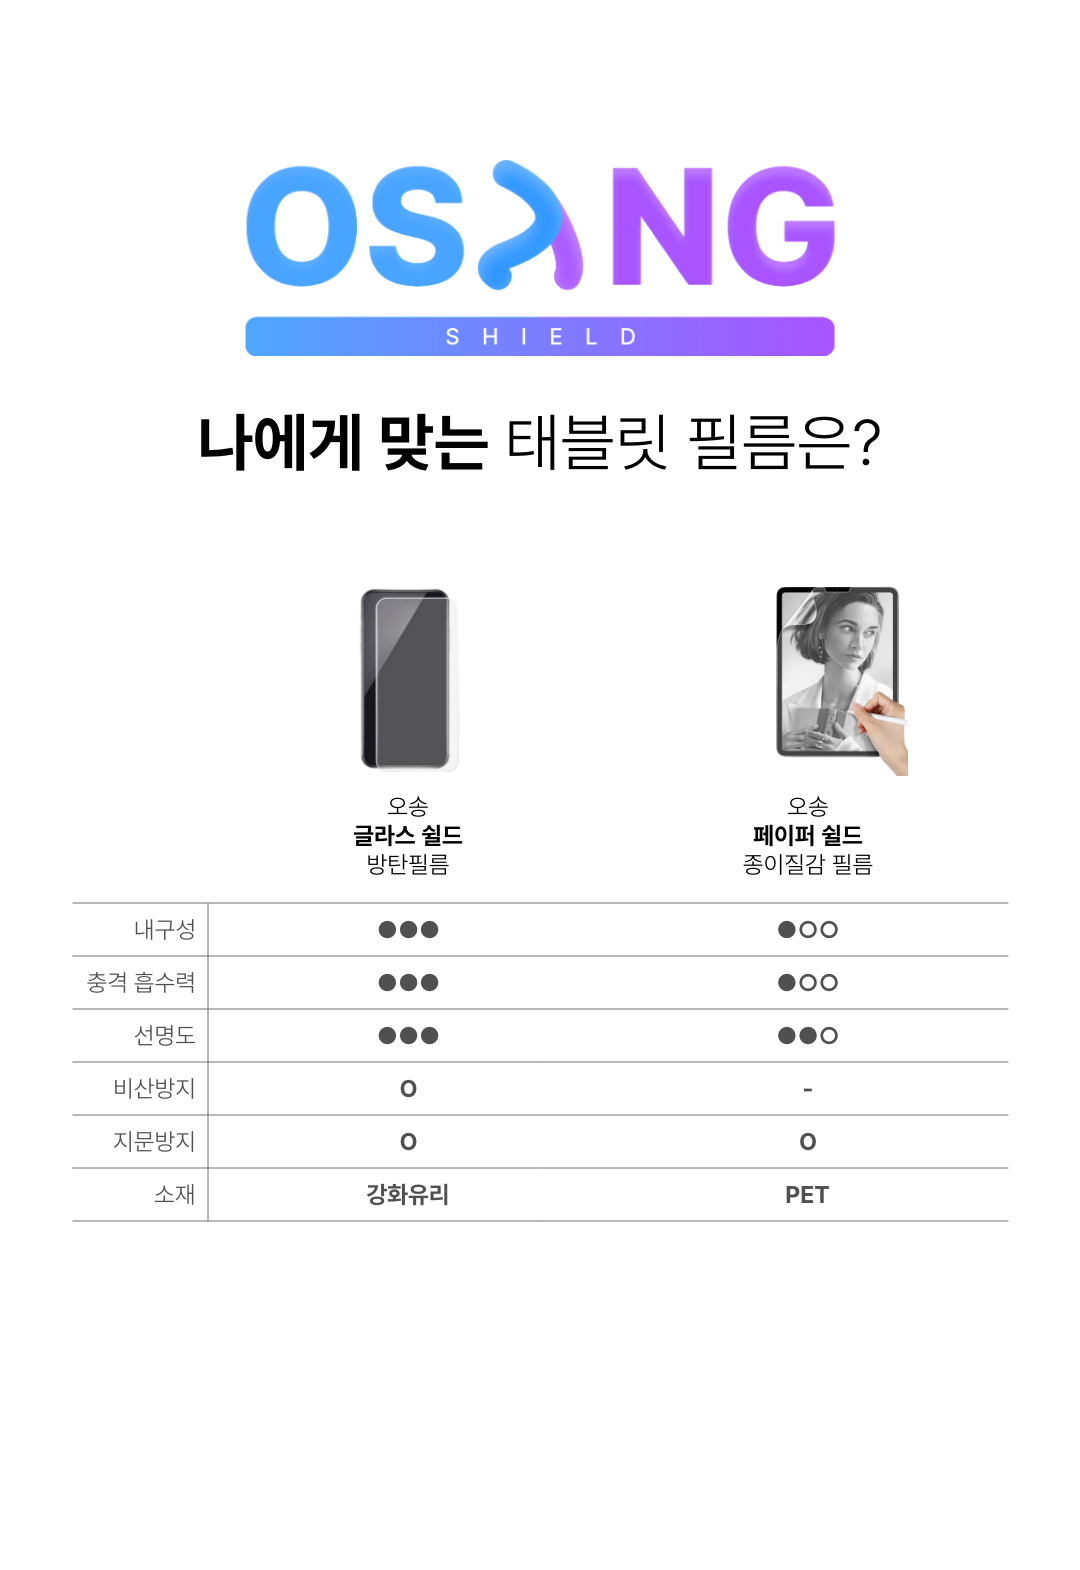 OSANG
SHIELD
나에게 맞는 태블릿 필름은?
오송
글라스 쉴드
방탄필름
오송
페이퍼 쉴드
종이질감 필름
내구성 ●●● ●○○
충격 흡수력 ●●● ●○○
선명도 ●●● ●●○
비산방지 O -
지문방지 O O
소재 강화유리 PET